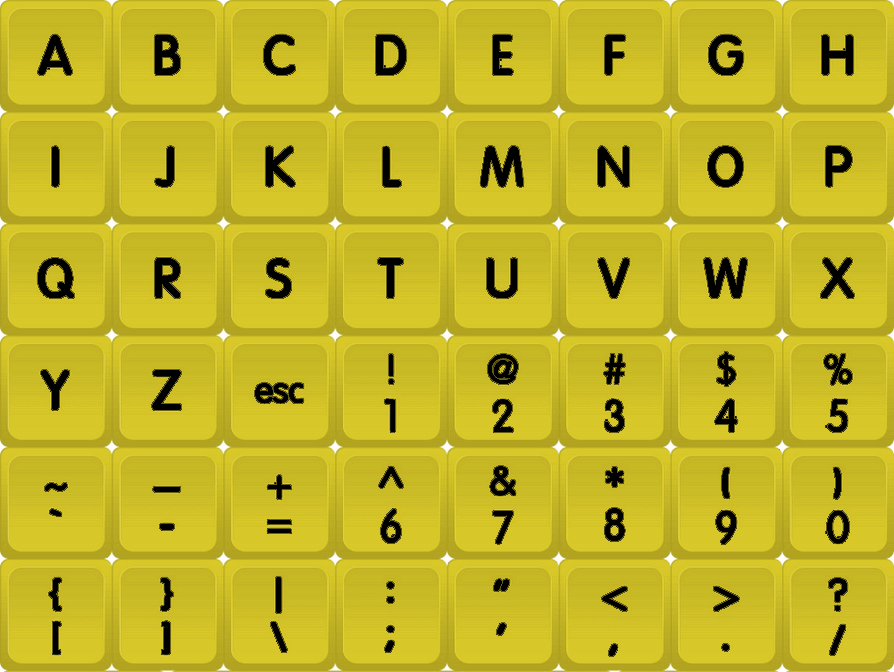 A B C D E F G H
I J K L M N O P
Q R S T U V W X
Y Z esc ! @ # $ %
1 2 3 4 5
~ — + ^ & * ( )
` - = 6 7 8 9 0
{ } | : " < > ?
[ ] \ ; ' , . /